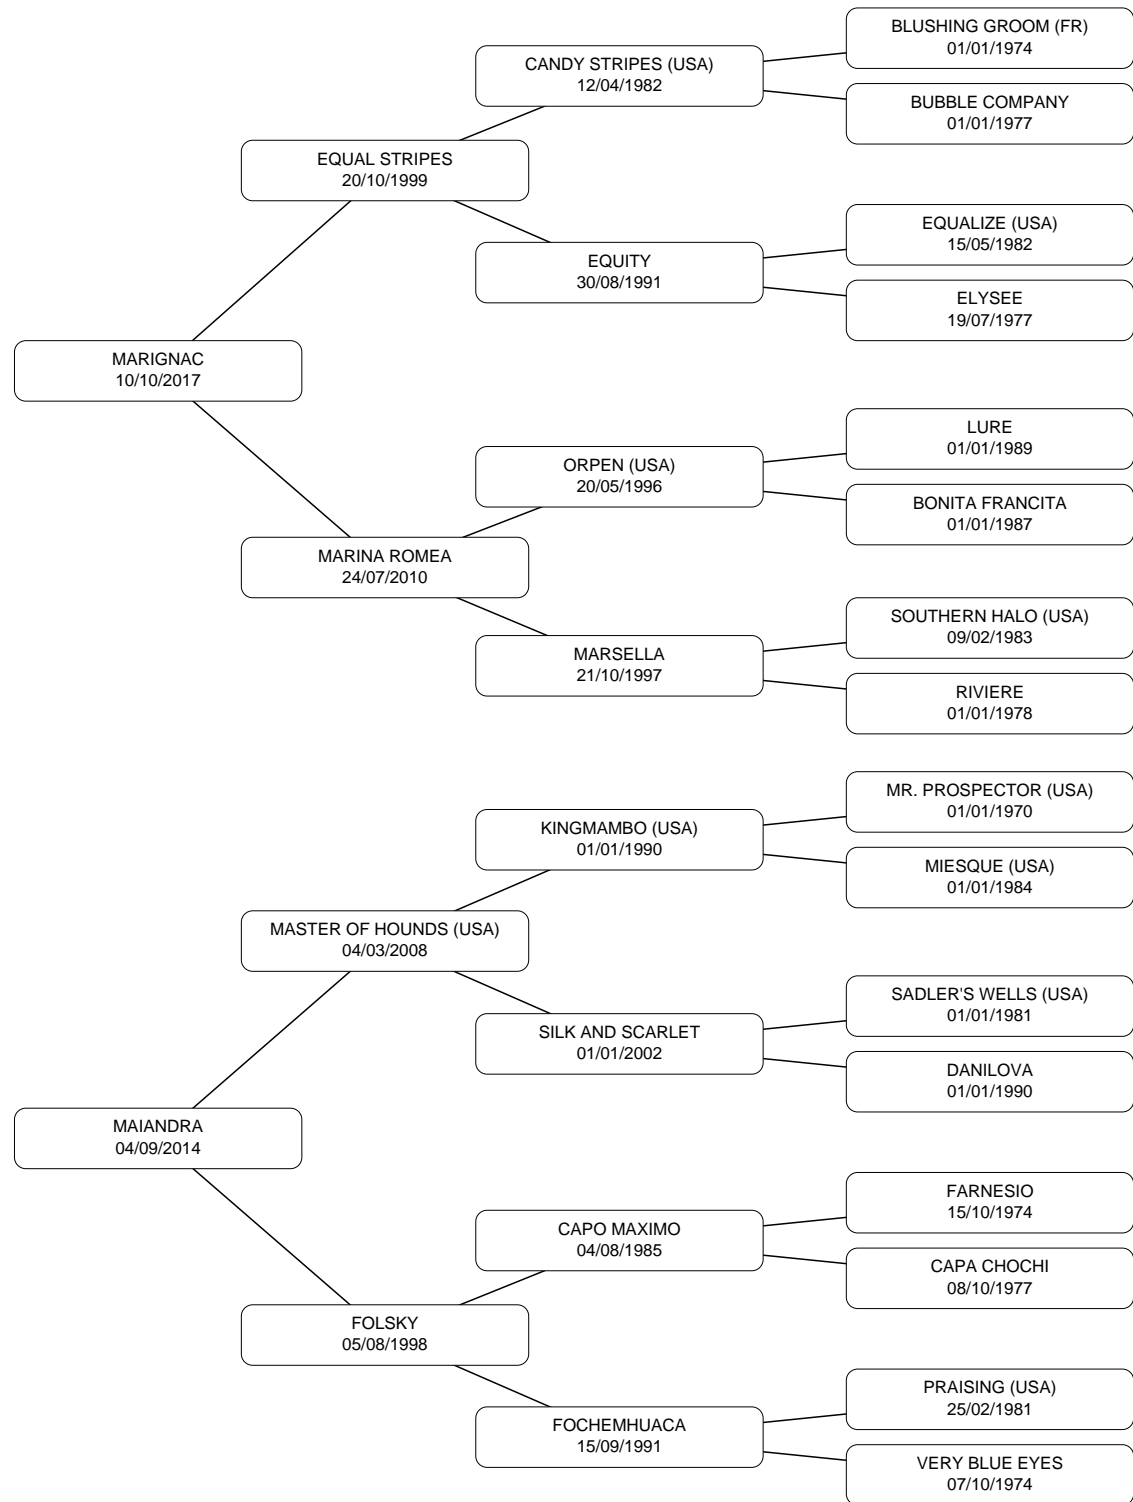 BLUSHING GROOM (FR)
01/01/1974
CANDY STRIPES (USA)
12/04/1982
BUBBLE COMPANY
01/01/1977
EQUAL STRIPES
20/10/1999
EQUALIZE (USA)
15/05/1982
EQUITY
30/08/1991
ELYSEE
19/07/1977
MARIGNAC
10/10/2017
LURE
01/01/1989
ORPEN (USA)
20/05/1996
BONITA FRANCITA
01/01/1987
MARINA ROMEA
24/07/2010
SOUTHERN HALO (USA)
09/02/1983
MARSELLA
21/10/1997
RIVIERE
01/01/1978
MR. PROSPECTOR (USA)
01/01/1970
KINGMAMBO (USA)
01/01/1990
MIESQUE (USA)
01/01/1984
MASTER OF HOUNDS (USA)
04/03/2008
SADLER'S WELLS (USA)
01/01/1981
SILK AND SCARLET
01/01/2002
DANILOVA
01/01/1990
MAIANDRA
04/09/2014
FARNESIO
15/10/1974
CAPO MAXIMO
04/08/1985
CAPA CHOCHI
08/10/1977
FOLSKY
05/08/1998
PRAISING (USA)
25/02/1981
FOCHEMHUACA
15/09/1991
VERY BLUE EYES
07/10/1974